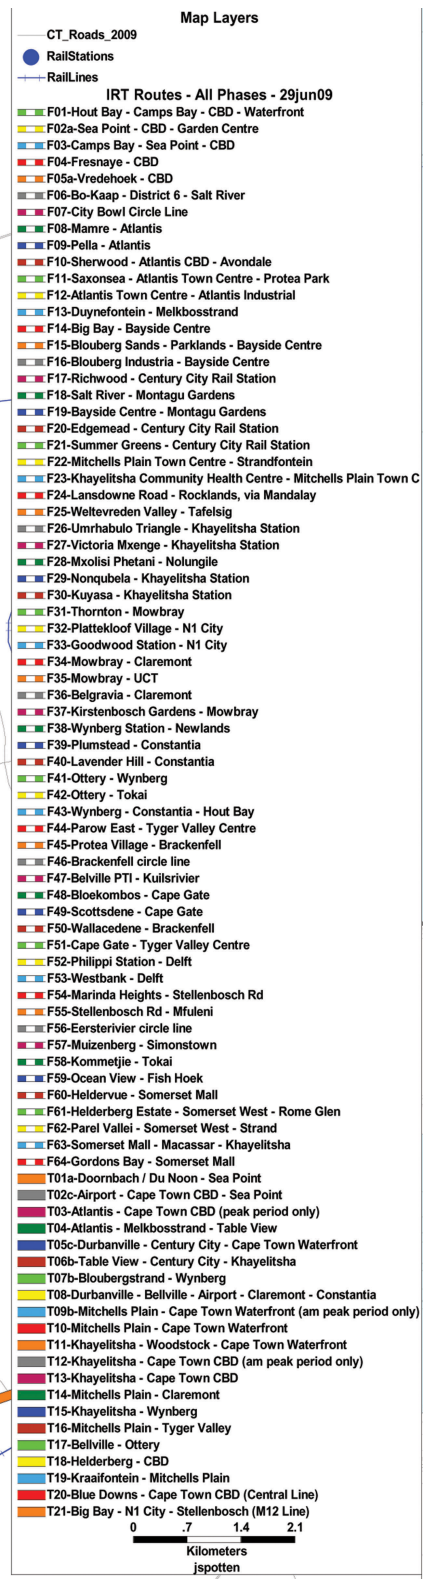 Map Layers
CT_Roads_2009
RailStations
RailLines
IRT Routes - All Phases - 29jun09
F01-Hout Bay - Camps Bay - CBD - Waterfront
F02a-Sea Point - CBD - Garden Centre
F03-Camps Bay - Sea Point - CBD
F04-Fresnaye - CBD
F05a-Vredehoek - CBD
F06-Bo-Kaap - District 6 - Salt River
F07-City Bowl Circle Line
F08-Mamre - Atlantis
F09-Pella - Atlantis
F10-Sherwood - Atlantis CBD - Avondale
F11-Saxonsea - Atlantis Town Centre - Protea Park
F12-Atlantis Town Centre - Atlantis Industrial
F13-Duynefontein - Melkbosstrand
F14-Big Bay - Bayside Centre
F15-Blouberg Sands - Parklands - Bayside Centre
F16-Blouberg Industria - Bayside Centre
F17-Richwood - Century City Rail Station
F18-Salt River - Montagu Gardens
F19-Bayside Centre - Montagu Gardens
F20-Edgemead - Century City Rail Station
F21-Summer Greens - Century City Rail Station
F22-Mitchells Plain Town Centre - Strandfontein
F23-Khayelitsha Community Health Centre - Mitchells Plain Town C
F24-Lansdowne Road - Rocklands, via Mandalay
F25-Weltevreden Valley - Tafelsig
F26-Umrhabulo Triangle - Khayelitsha Station
F27-Victoria Mxenge - Khayelitsha Station
F28-Mxolisi Phetani - Nolungile
F29-Nonqubela - Khayelitsha Station
F30-Kuyasa - Khayelitsha Station
F31-Thornton - Mowbray
F32-Plattekloof Village - N1 City
F33-Goodwood Station - N1 City
F34-Mowbray - Claremont
F35-Mowbray - UCT
F36-Belgravia - Claremont
F37-Kirstenbosch Gardens - Mowbray
F38-Wynberg Station - Newlands
F39-Plumstead - Constantia
F40-Lavender Hill - Constantia
F41-Ottery - Wynberg
F42-Ottery - Tokai
F43-Wynberg - Constantia - Hout Bay
F44-Parow East - Tyger Valley Centre
F45-Protea Village - Brackenfell
F46-Brackenfell circle line
F47-Belville PTI - Kuilsrivier
F48-Bloekombos - Cape Gate
F49-Scottsdene - Cape Gate
F50-Wallacedene - Brackenfell
F51-Cape Gate - Tyger Valley Centre
F52-Philippi Station - Delft
F53-Westbank - Delft
F54-Marinda Heights - Stellenbosch Rd
F55-Stellenbosch Rd - Mfuleni
F56-Eersterivier circle line
F57-Muizenberg - Simonstown
F58-Kommetjie - Tokai
F59-Ocean View - Fish Hoek
F60-Heldervue - Somerset Mall
F61-Helderberg Estate - Somerset West - Rome Glen
F62-Parel Vallei - Somerset West - Strand
F63-Somerset Mall - Macassar - Khayelitsha
F64-Gordons Bay - Somerset Mall
T01a-Doornbach / Du Noon - Sea Point
T02c-Airport - Cape Town CBD - Sea Point
T03-Atlantis - Cape Town CBD (peak period only)
T04-Atlantis - Melkbosstrand - Table View
T05c-Durbanville - Century City - Cape Town Waterfront
T06b-Table View - Century City - Khayelitsha
T07b-Bloubergstrand - Wynberg
T08-Durbanville - Bellville - Airport - Claremont - Constantia
T09b-Mitchells Plain - Cape Town Waterfront (am peak period only)
T10-Mitchells Plain - Cape Town Waterfront
T11-Khayelitsha - Woodstock - Cape Town Waterfront
T12-Khayelitsha - Cape Town CBD (am peak period only)
T13-Khayelitsha - Cape Town CBD
T14-Mitchells Plain - Claremont
T15-Khayelitsha - Wynberg
T16-Mitchells Plain - Tyger Valley
T17-Bellville - Ottery
T18-Helderberg - CBD
T19-Kraaifontein - Mitchells Plain
T20-Blue Downs - Cape Town CBD (Central Line)
T21-Big Bay - N1 City - Stellenbosch (M12 Line)
0 .7 1.4 2.1
Kilometers
jspotten